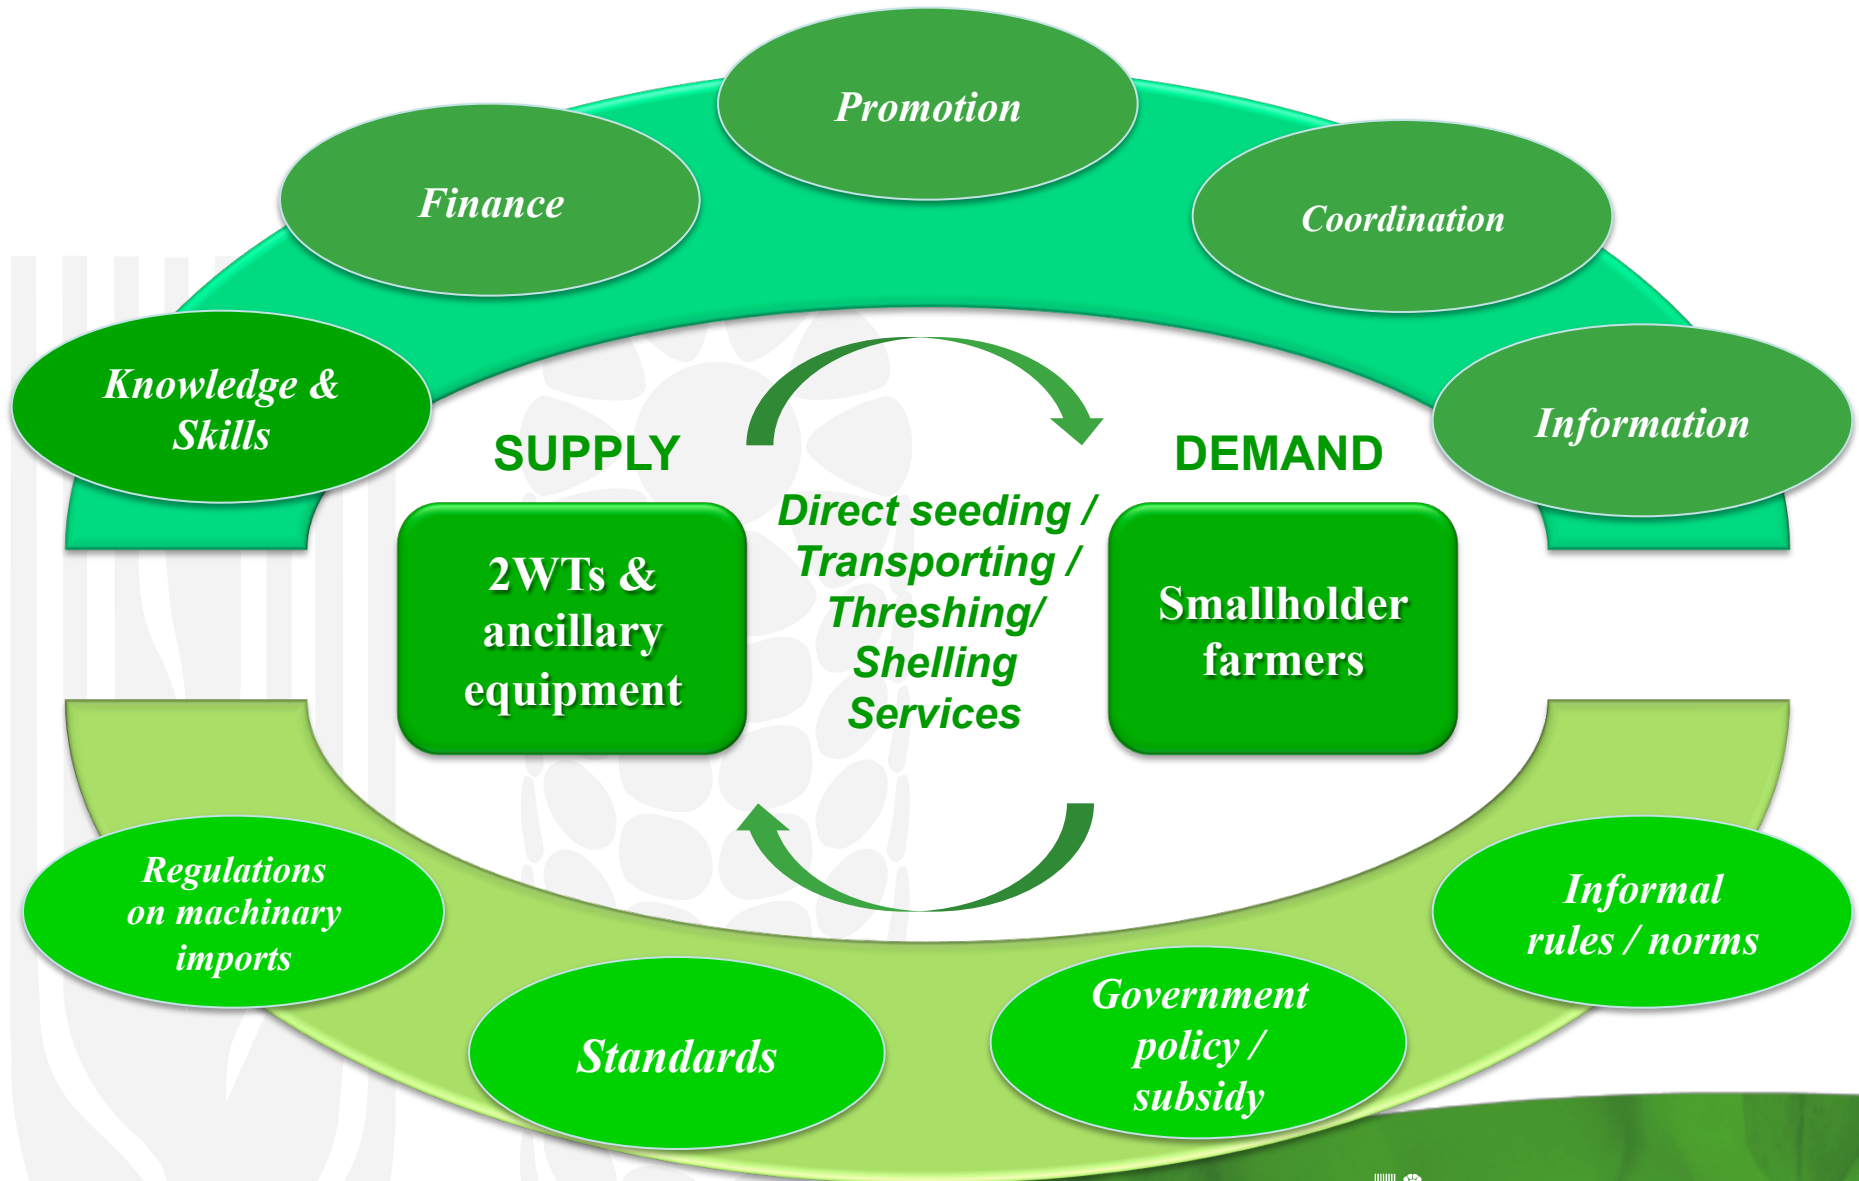 Promotion
Finance
Coordination
Knowledge &
Skills
Information
SUPPLY
DEMAND
2WTs &
ancillary
equipment
Direct seeding /
Transporting /
Threshing/
Shelling
Services
Smallholder
farmers
Regulations
on machinary
imports
Standards
Government
policy /
subsidy
Informal
rules / norms